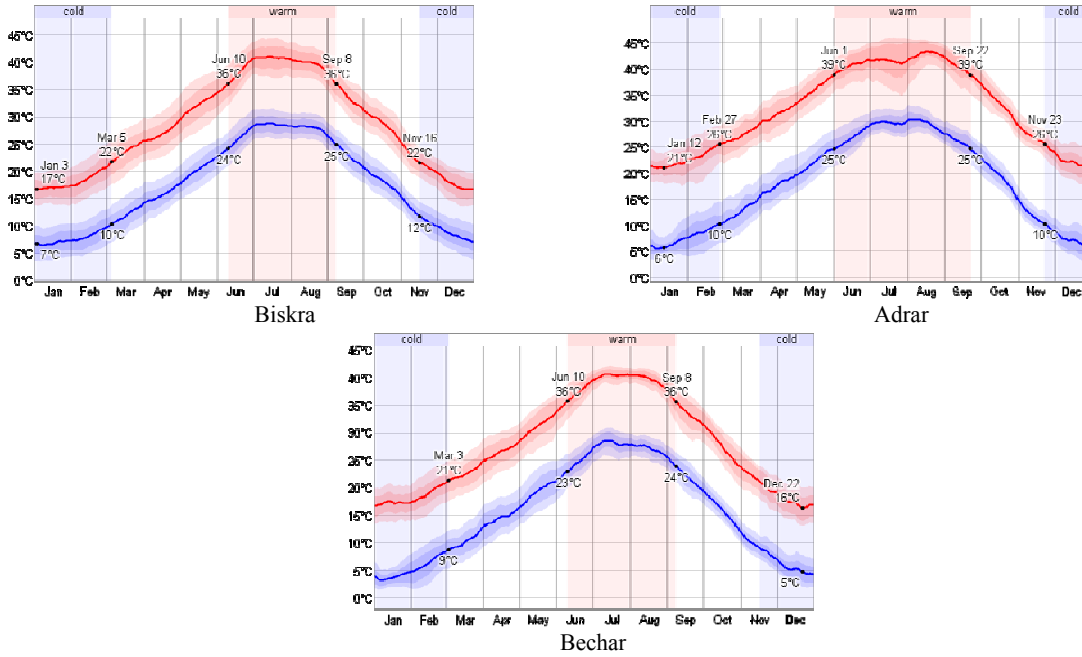 cold warm cold
45°C
40°C
35°C
30°C
25°C
20°C
15°C
10°C
5°C
0°C
Jan 3
17°C
Mar 5
22°C
Jun 10
36°C
Sep 8
36°C
Nov 16
22°C
7°C
10°C
24°C
25°C
12°C
Jan Feb Mar Apr May Jun Jul Aug Sep Oct Nov Dec
Biskra
cold warm cold
45°C
40°C
35°C
30°C
25°C
20°C
15°C
10°C
5°C
0°C
Jan 12
21°C
Feb 27
26°C
Jun 1
39°C
Sep 22
39°C
Nov 23
26°C
6°C
10°C
25°C
25°C
10°C
Jan Feb Mar Apr May Jun Jul Aug Sep Oct Nov Dec
Adrar
cold warm cold
45°C
40°C
35°C
30°C
25°C
20°C
15°C
10°C
5°C
0°C
Mar 3
21°C
Jun 10
36°C
Sep 8
36°C
Dec 22
16°C
9°C
23°C
24°C
5°C
Jan Feb Mar Apr May Jun Jul Aug Sep Oct Nov Dec
Bechar